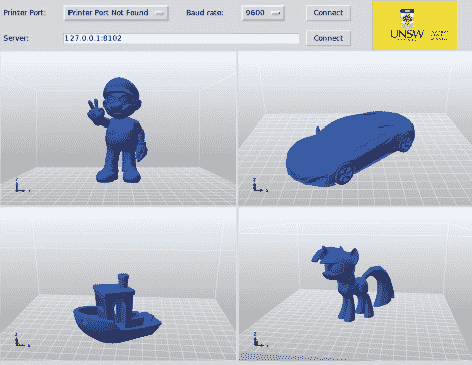 Printer Port: Printer Port Not Found Baud rate: 9600 Connect
Server: 127.0.0.1:8102 Connect
UNSW